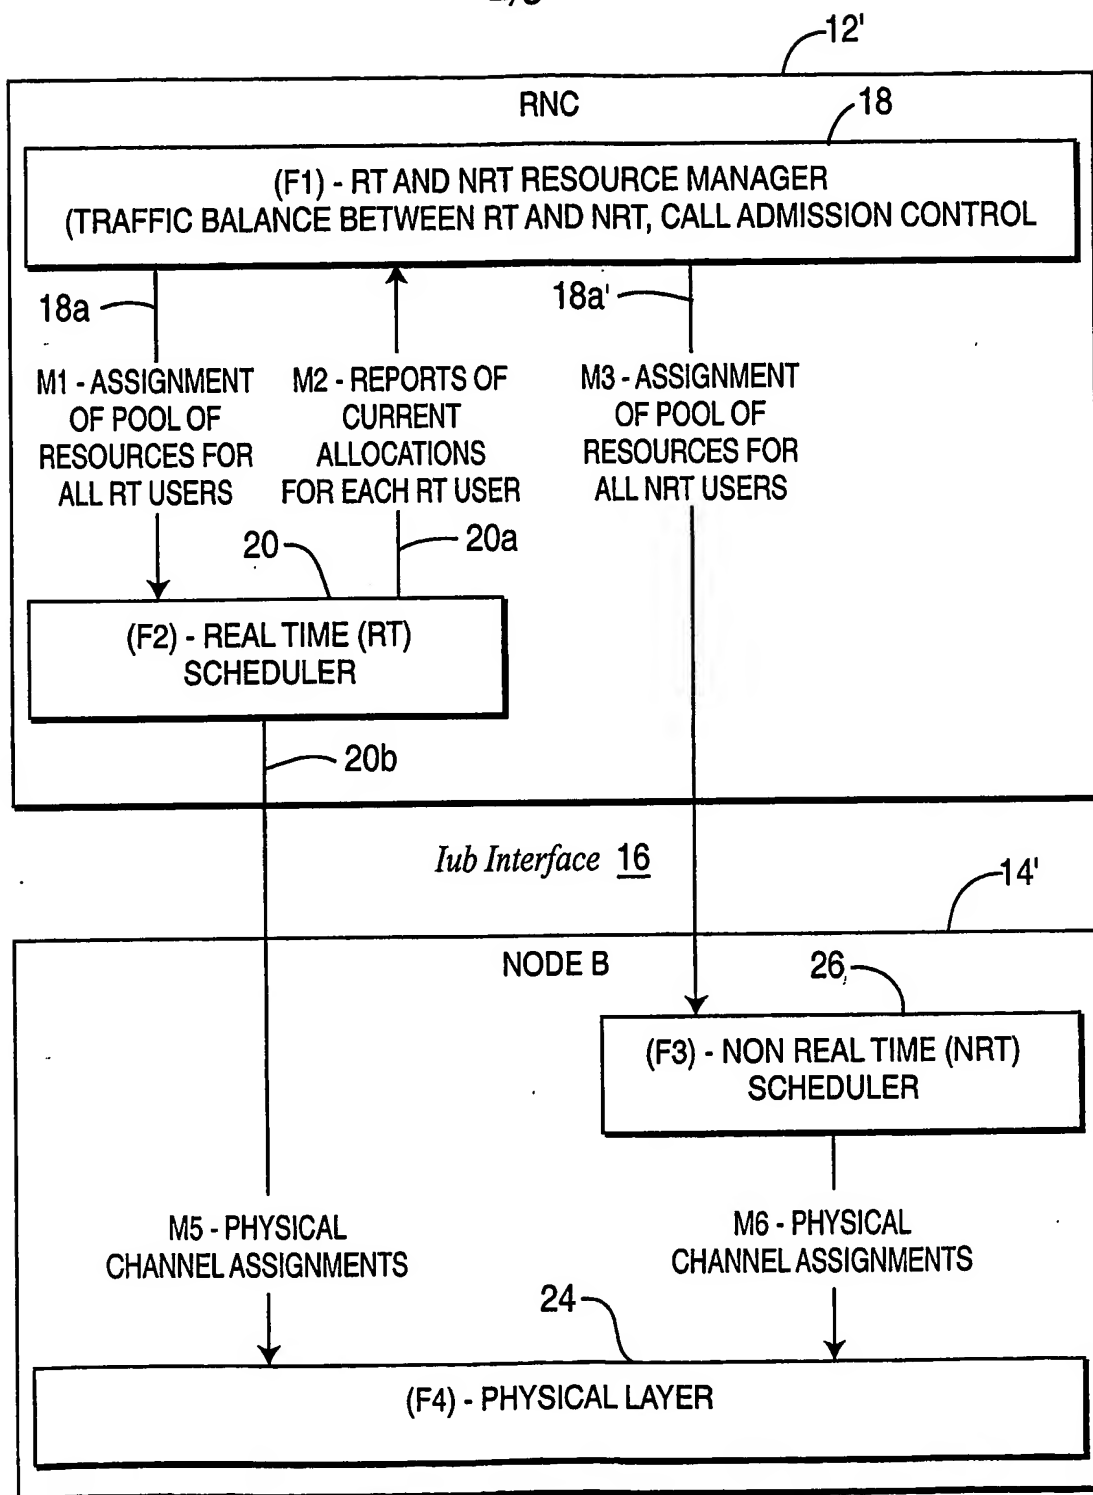 12'
RNC
18
(F1) - RT AND NRT RESOURCE MANAGER
(TRAFFIC BALANCE BETWEEN RT AND NRT, CALL ADMISSION CONTROL
18a
18a'
M1 - ASSIGNMENT
OF POOL OF
RESOURCES FOR
ALL RT USERS
M2 - REPORTS OF
CURRENT
ALLOCATIONS
FOR EACH RT USER
M3 - ASSIGNMENT
OF POOL OF
RESOURCES FOR
ALL NRT USERS
20
20a
(F2) - REAL TIME (RT)
SCHEDULER
20b
Iub Interface 16
14'
NODE B
26
(F3) - NON REAL TIME (NRT)
SCHEDULER
M5 - PHYSICAL
CHANNEL ASSIGNMENTS
M6 - PHYSICAL
CHANNEL ASSIGNMENTS
24
(F4) - PHYSICAL LAYER